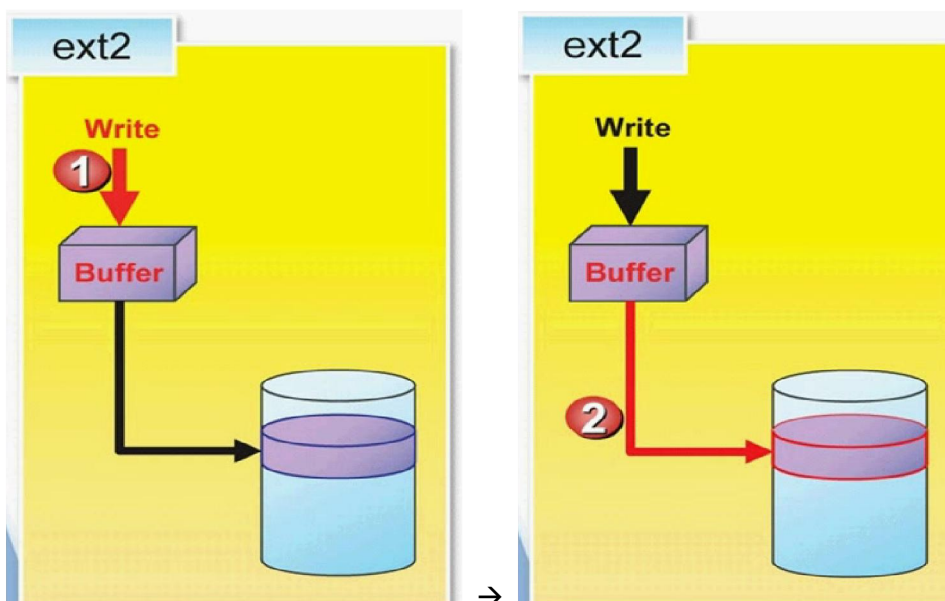 ext2
Write
1
Buffer
→
ext2
Write
Buffer
2